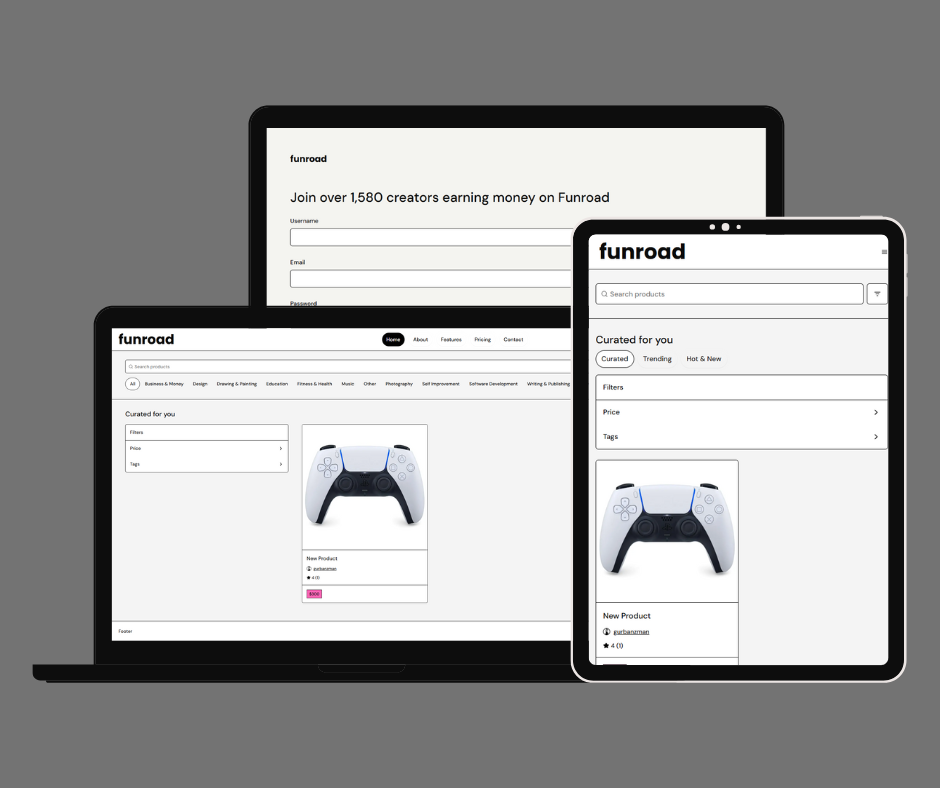 funroad
Join over 1,580 creators earning money on Funroad
Username
Email
Password
funroad
Home About Features Pricing Contact
Search products
All Business & Money Design Drawing & Painting Education Fitness & Health Music Other Photography Self Improvement Software Development Writing & Publishing
Curated for you
Filters
Price
Tags
New Product
gurbanzman
4 (1)
$300
Footer
funroad
Search products
Curated for you
Curated Trending Hot & New
Filters
Price
Tags
New Product
gurbanzman
4 (1)